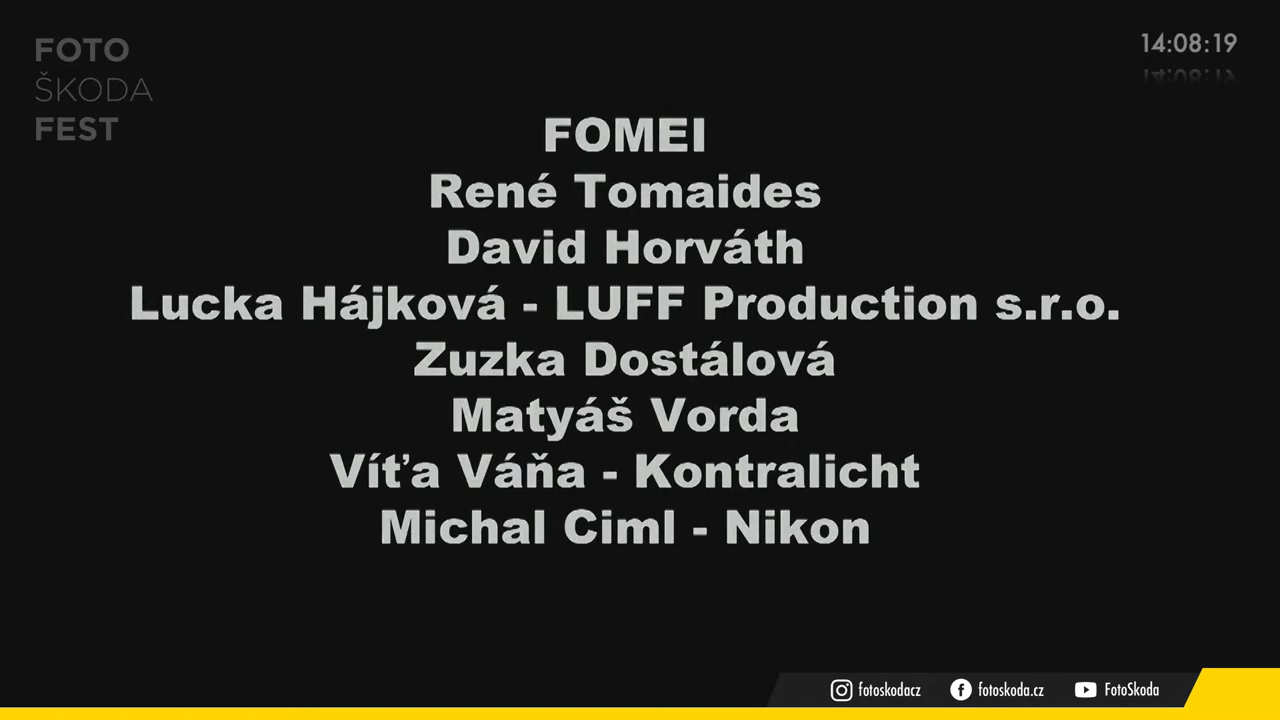 FOTO
ŠKODA
FEST
14:08:19
FOMEI
René Tomaides
David Horváth
Lucka Hájková - LUFF Production s.r.o.
Zuzka Dostálová
Matyáš Vorda
Víťa Váňa - Kontralicht
Michal Ciml - Nikon
fotoskodacz
fotoskoda.cz
FotoSkoda